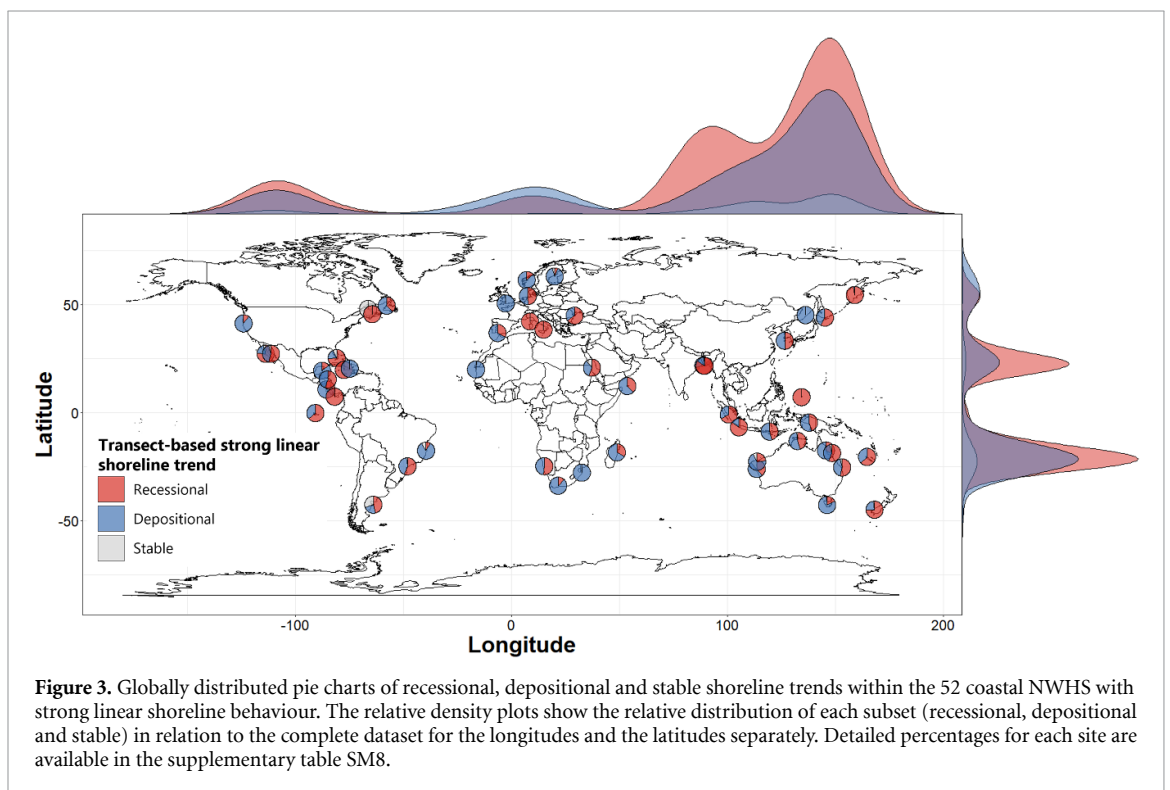 50
0
-50
Latitude
Transect-based strong linear
shoreline trend
Recessional
Depositional
Stable
-100 0 100 200
Longitude
Figure 3. Globally distributed pie charts of recessional, depositional and stable shoreline trends within the 52 coastal NWHS with
strong linear shoreline behaviour. The relative density plots show the relative distribution of each subset (recessional, depositional
and stable) in relation to the complete dataset for the longitudes and the latitudes separately. Detailed percentages for each site are
available in the supplementary table SM8.